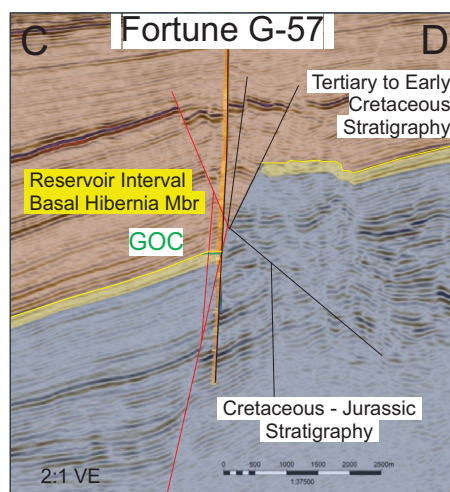 C
Fortune G-57
D
Tertiary to Early
Cretaceous
Stratigraphy
Reservoir Interval
Basal Hibernia Mbr
GOC
Cretaceous - Jurassic
Stratigraphy
2:1 VE
0 500 1000 1500 2000 2500m
1:37500